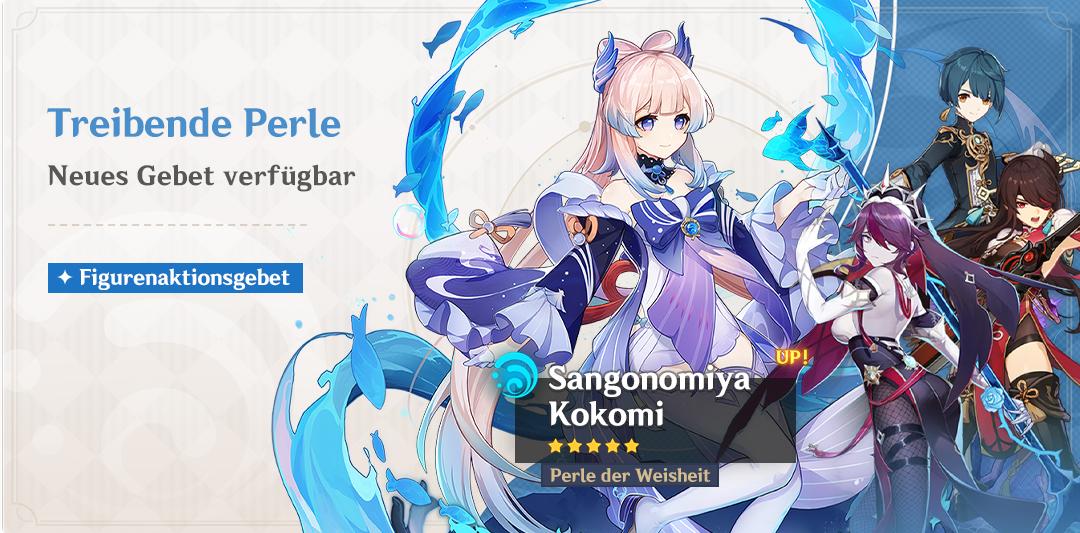 Treibende Perle
Neues Gebet verfügbar
✦ Figurenaktionsgebet
UP!
Sangonomiya
Kokomi
★★★★★
Perle der Weisheit